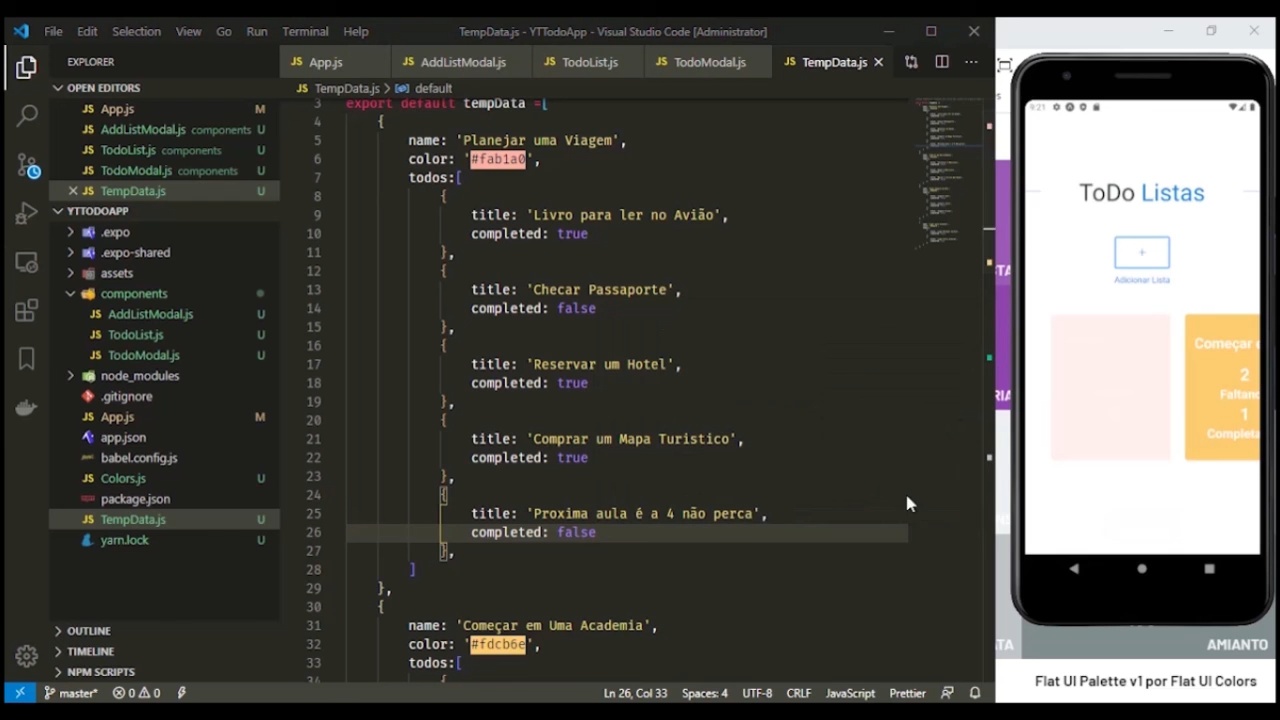 File Edit Selection View Go Run Terminal Help
TempData.js - YTTodoApp - Visual Studio Code [Administrator]
EXPLORER
OPEN EDITORS
App.js M
AddListModal.js components U
TodoList.js components U
TodoModal.js components U
TempData.js U
YTTODOAPP
.expo
.expo-shared
assets
components
AddListModal.js U
TodoList.js U
TodoModal.js U
node_modules
.gitignore
App.js M
app.json
babel.config.js
Colors.js U
package.json
TempData.js U
yarn.lock U
OUTLINE
TIMELINE
NPM SCRIPTS
App.js AddListModal.js TodoList.js TodoModal.js TempData.js
TempData.js > default
3 export default tempData =[
4 {
5 name: 'Planejar uma Viagem',
6 color: '#fab1a0',
7 todos:[
8 {
9 title: 'Livro para ler no Avião',
10 completed: true
11 },
12 {
13 title: 'Checar Passaporte',
14 completed: false
15 },
16 {
17 title: 'Reservar um Hotel',
18 completed: true
19 },
20 {
21 title: 'Comprar um Mapa Turistico',
22 completed: true
23 },
24 {
25 title: 'Proxima aula é a 4 não perca',
26 completed: false
27 },
28 ]
29 },
30 {
31 name: 'Começar em Uma Academia',
32 color: '#fdcb6e',
33 todos:[
34 {
master* 0 0
Ln 26, Col 33 Spaces: 4 UTF-8 CRLF JavaScript Prettier
9:21
ToDo Listas
+
Adicionar Lista
Começar
2
Faltand
1
Completa
AMIANTO
Flat UI Palette v1 por Flat UI Colors